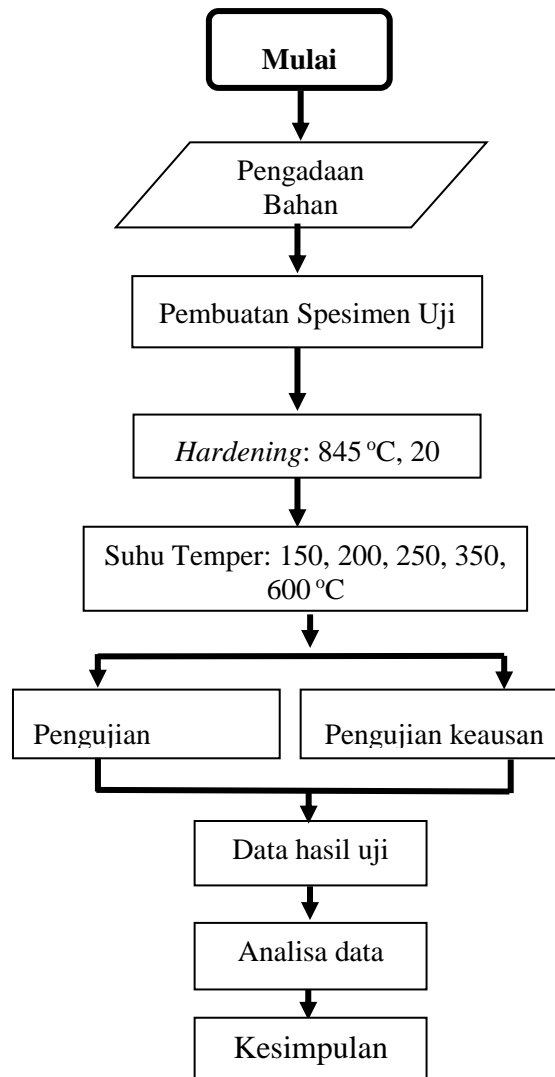 Mulai
Pengadaan
Bahan
Pembuatan Spesimen Uji
Hardening: 845 ºC, 20
Suhu Temper: 150, 200, 250, 350,
600 ºC
Pengujian
Pengujian keausan
Data hasil uji
Analisa data
Kesimpulan